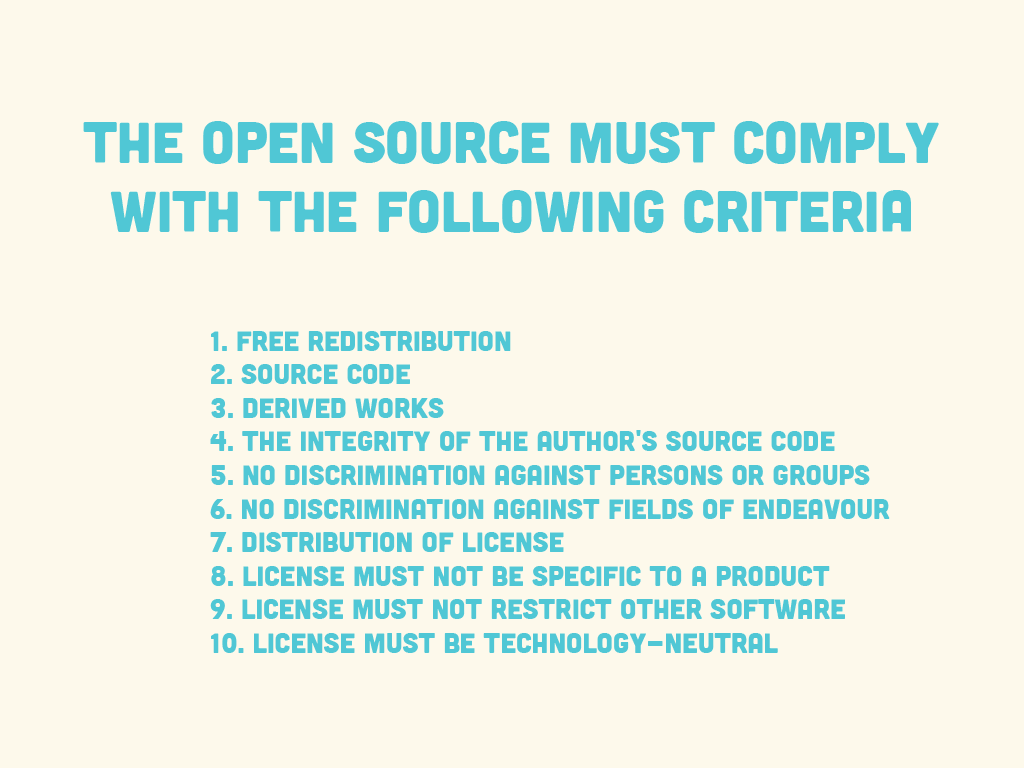 THE OPEN SOURCE MUST COMPLY
WITH THE FOLLOWING CRITERIA
1. FREE REDISTRIBUTION
2. SOURCE CODE
3. DERIVED WORKS
4. THE INTEGRITY OF THE AUTHOR'S SOURCE CODE
5. NO DISCRIMINATION AGAINST PERSONS OR GROUPS
6. NO DISCRIMINATION AGAINST FIELDS OF ENDEAVOUR
7. DISTRIBUTION OF LICENSE
8. LICENSE MUST NOT BE SPECIFIC TO A PRODUCT
9. LICENSE MUST NOT RESTRICT OTHER SOFTWARE
10. LICENSE MUST BE TECHNOLOGY-NEUTRAL